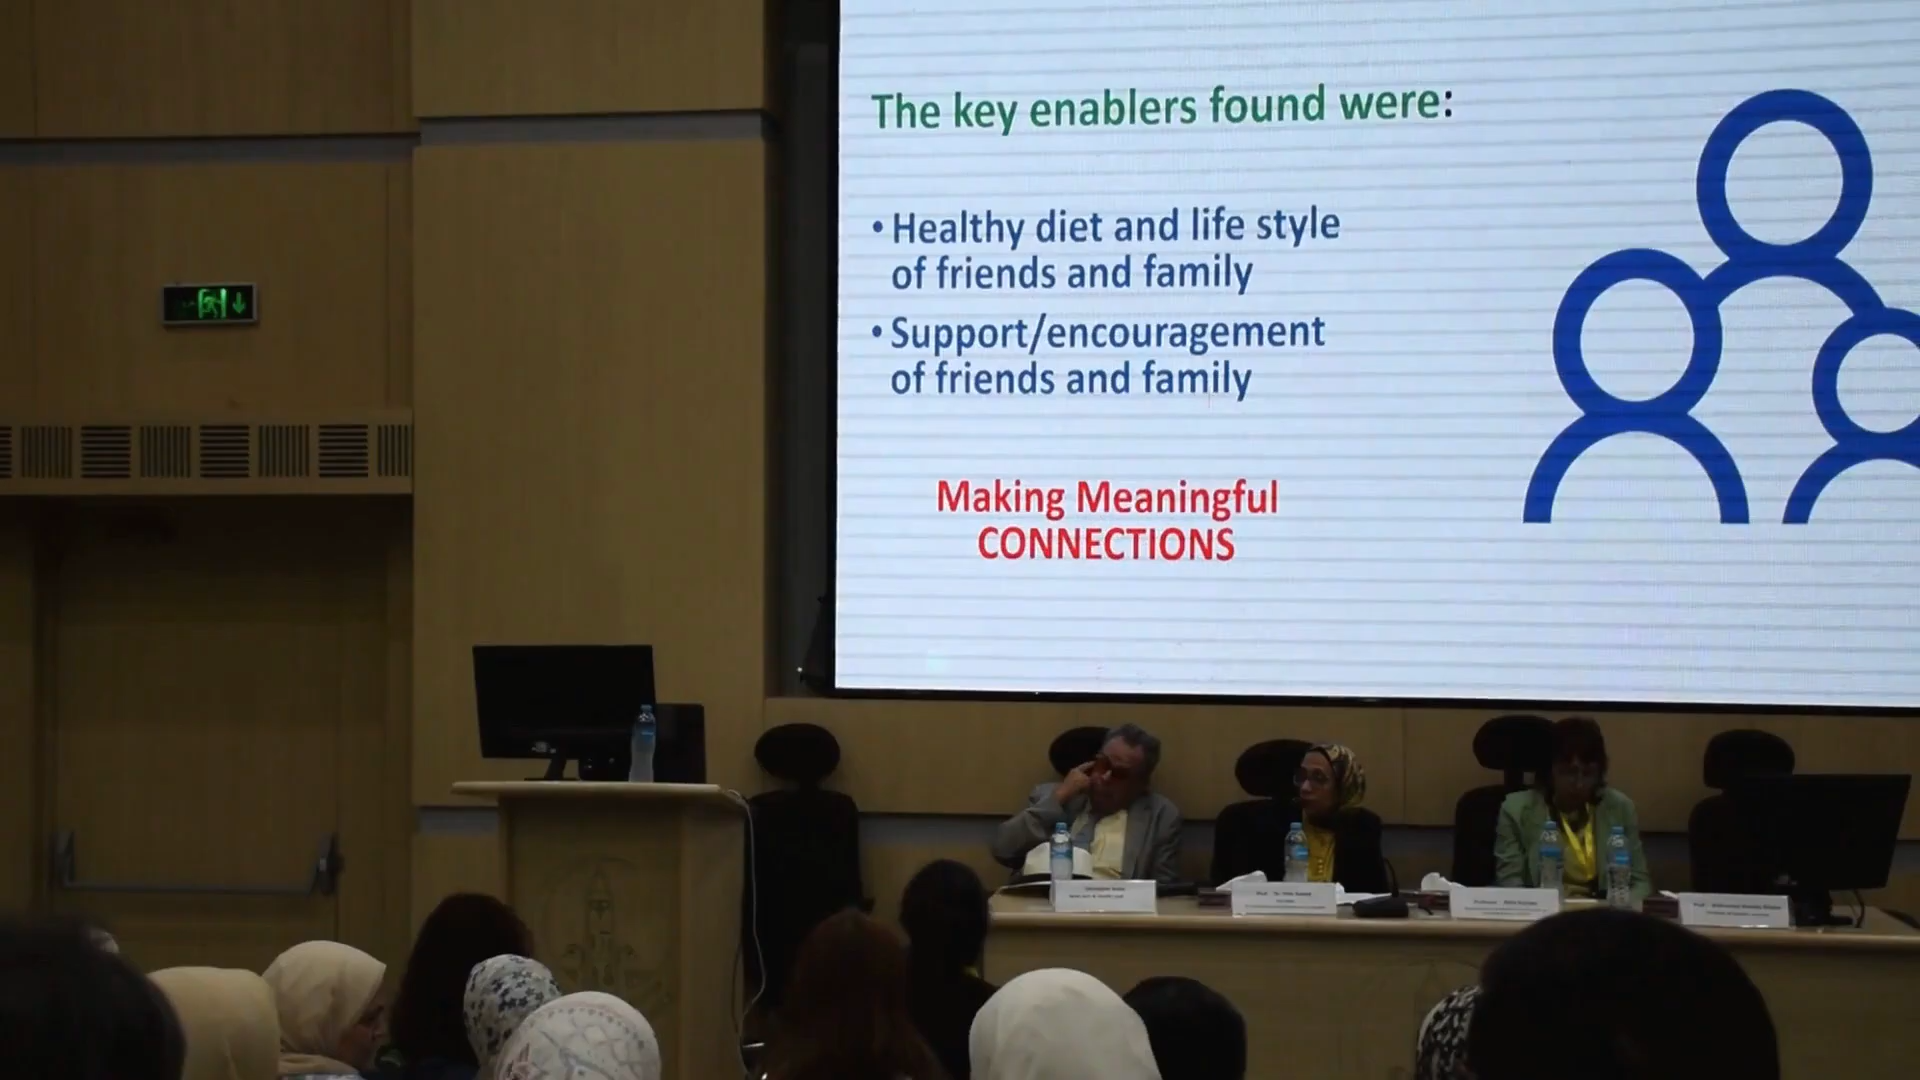 The key enablers found were:
• Healthy diet and life style
of friends and family
• Support/encouragement
of friends and family
Making Meaningful
CONNECTIONS